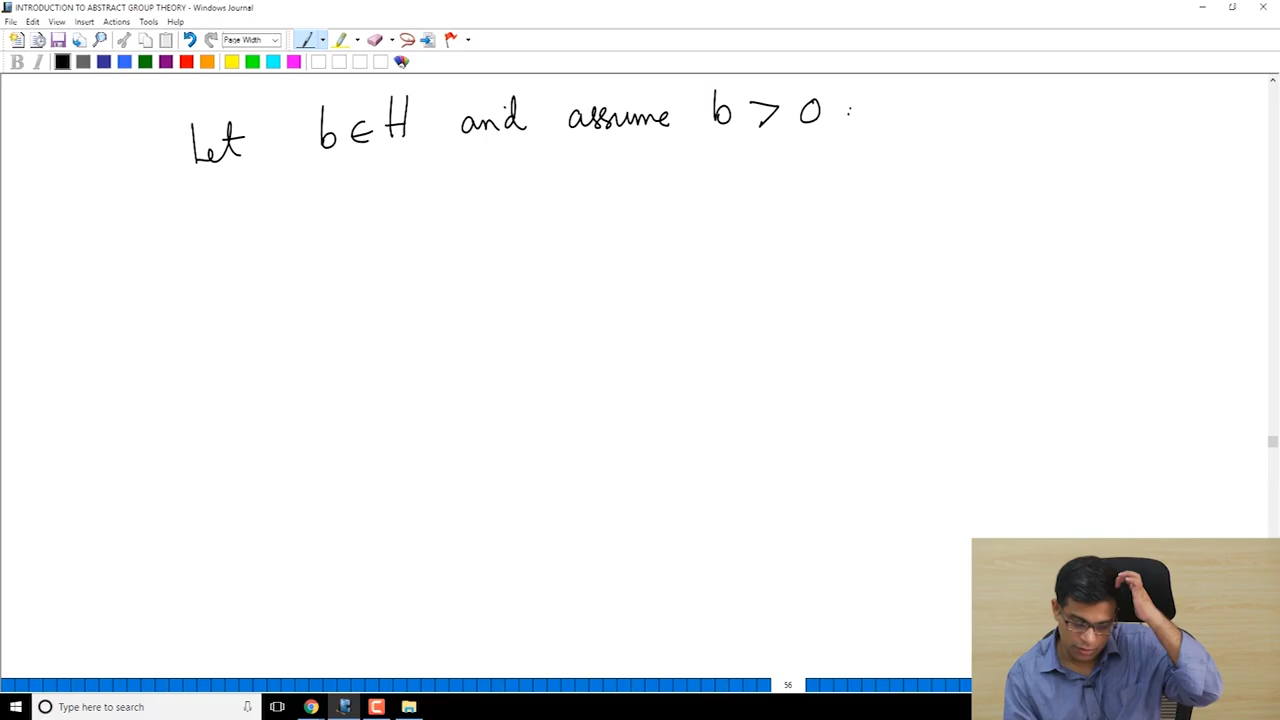 INTRODUCTION TO ABSTRACT GROUP THEORY - Windows Journal
File Edit View Insert Actions Tools Help
Page Width
B I
Let b ∈ H and assume b > 0 :
56
Type here to search